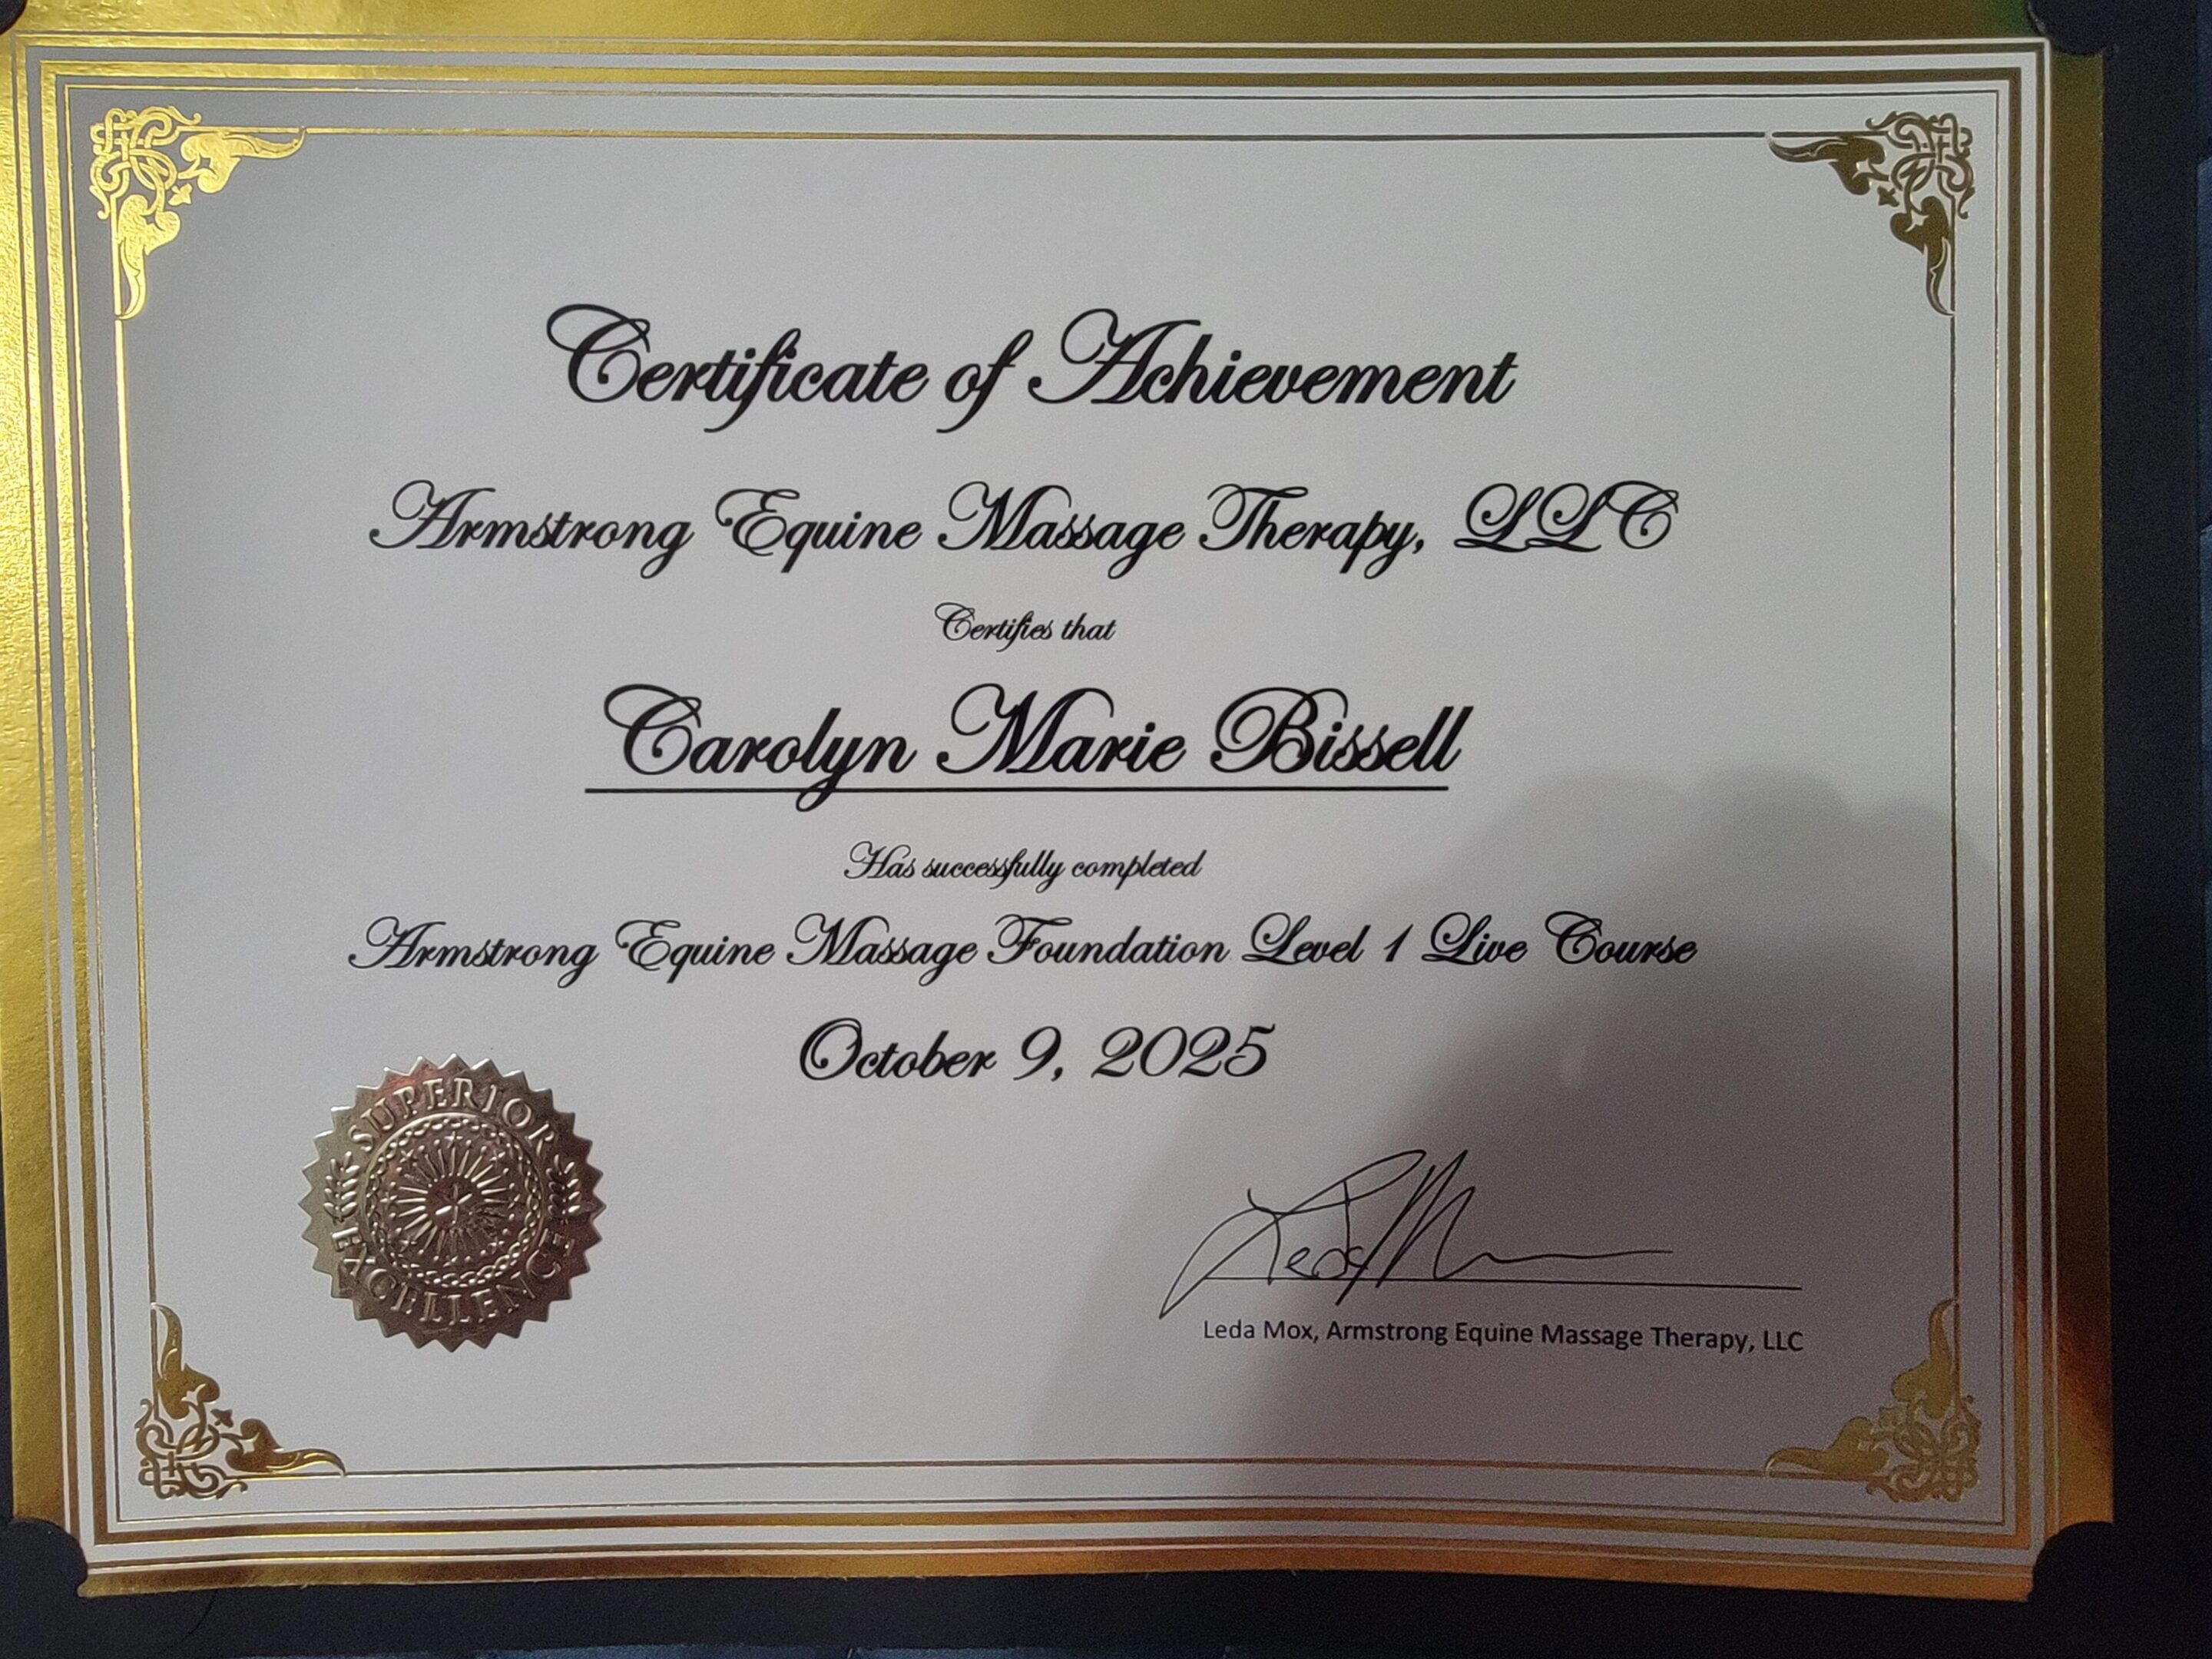 Certificate of Achievement
Armstrong Equine Massage Therapy, LLC
Certifies that
Carolyn Marie Bissell
Has successfully completed
Armstrong Equine Massage Foundation Level 1 Live Course
October 9, 2025
SUPERIOR
EXCELLENCE
Leda M
Leda Mox, Armstrong Equine Massage Therapy, LLC